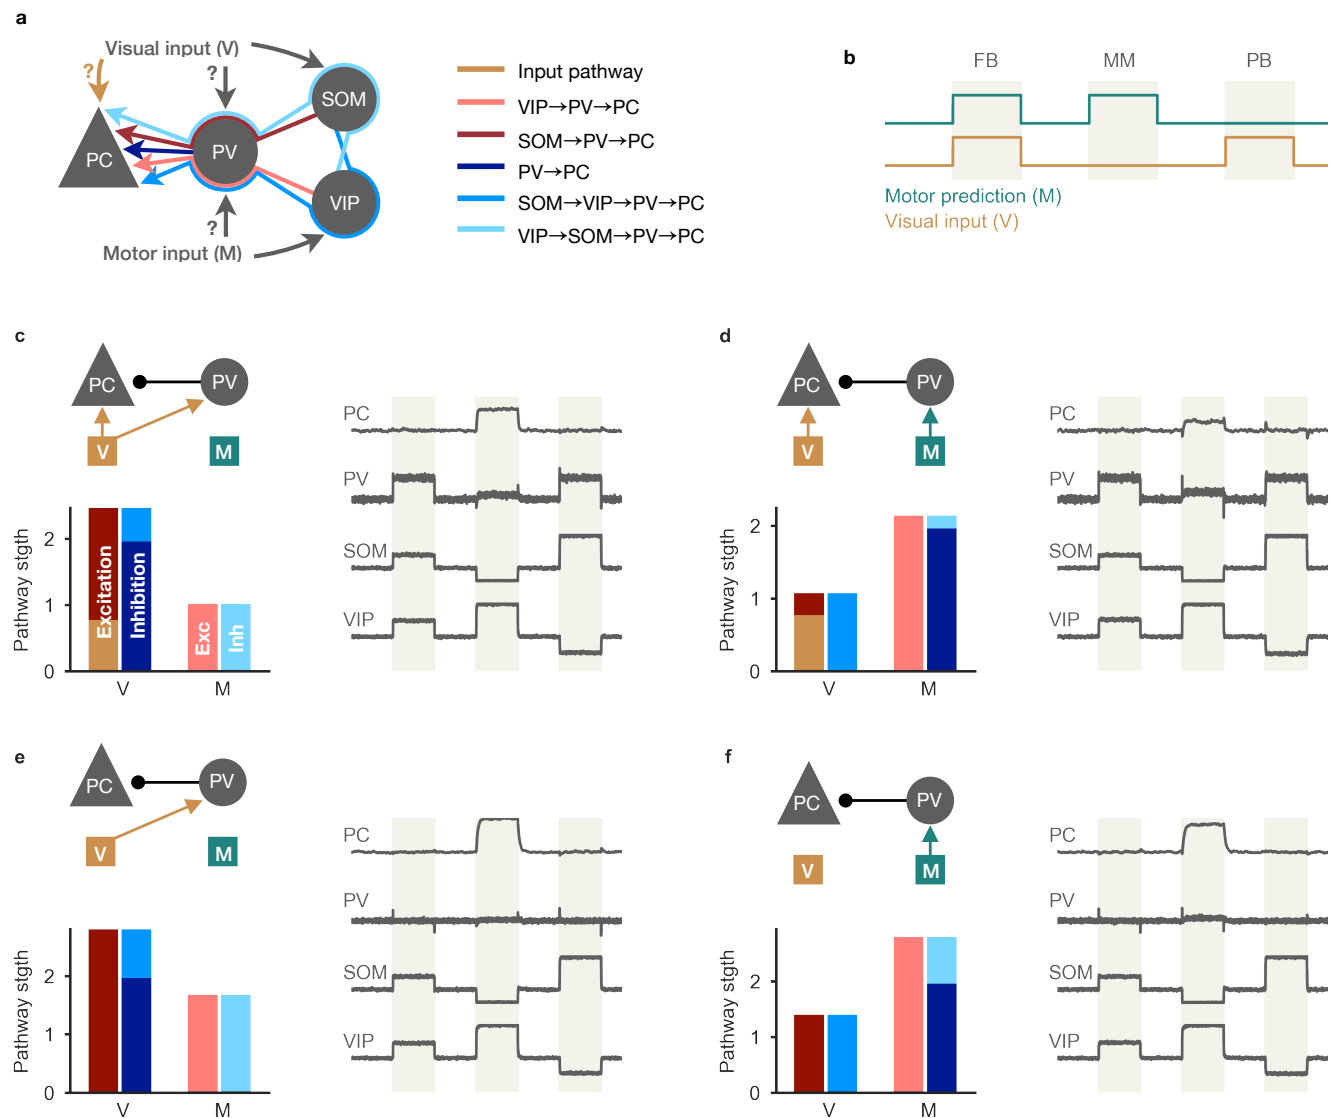 a
Visual input (V)
?
?
SOM
PC
PV
VIP
?
Motor input (M)
Input pathway
VIP→PV→PC
SOM→PV→PC
PV→PC
SOM→VIP→PV→PC
VIP→SOM→PV→PC
b
FB MM PB
Motor prediction (M)
Visual input (V)
c
PC
PV
V
M
Pathway stgth
2
1
0
Excitation
Inhibition
Exc
Inh
V
M
PC
PV
SOM
VIP
d
PC
PV
V
M
Pathway stgth
2
1
0
V
M
PC
PV
SOM
VIP
e
PC
PV
V
M
Pathway stgth
2
1
0
V
M
PC
PV
SOM
VIP
f
PC
PV
V
M
Pathway stgth
2
1
0
V
M
PC
PV
SOM
VIP